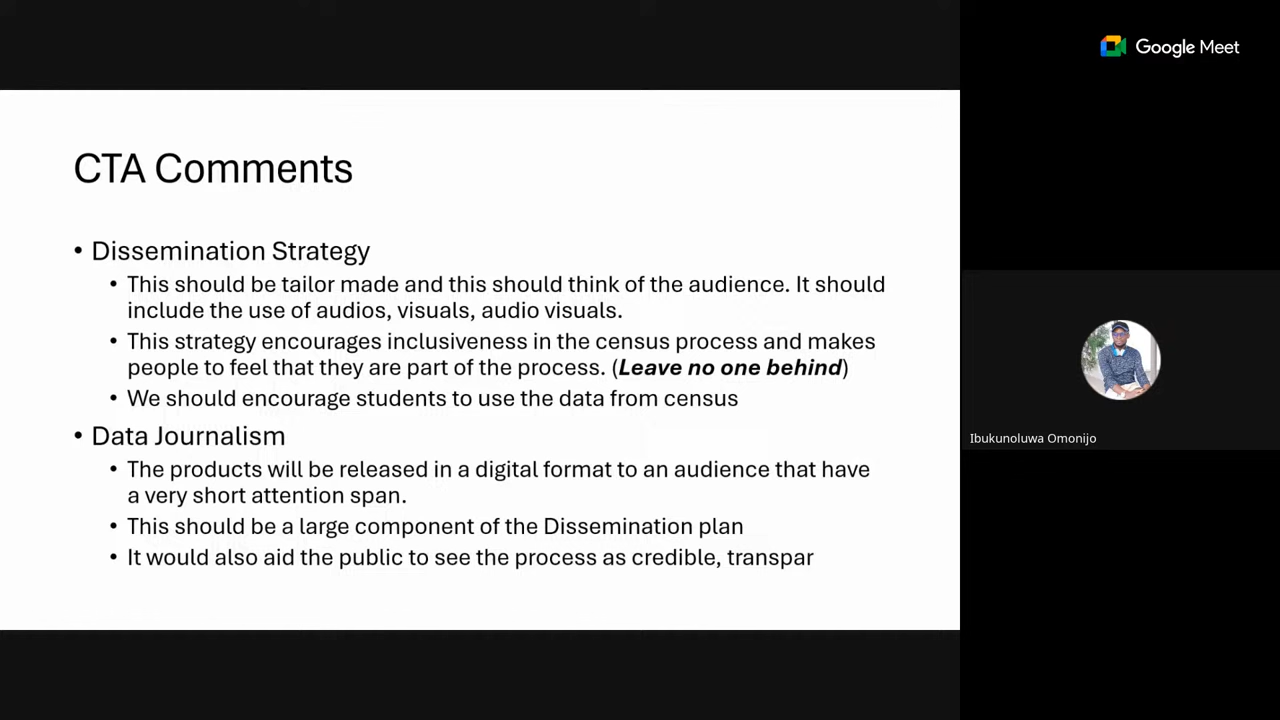 Google Meet
CTA Comments
• Dissemination Strategy
• This should be tailor made and this should think of the audience. It should
include the use of audios, visuals, audio visuals.
• This strategy encourages inclusiveness in the census process and makes
people to feel that they are part of the process. (Leave no one behind)
• We should encourage students to use the data from census
• Data Journalism
• The products will be released in a digital format to an audience that have
a very short attention span.
• This should be a large component of the Dissemination plan
• It would also aid the public to see the process as credible, transpar
Ibukunoluwa Omonijo